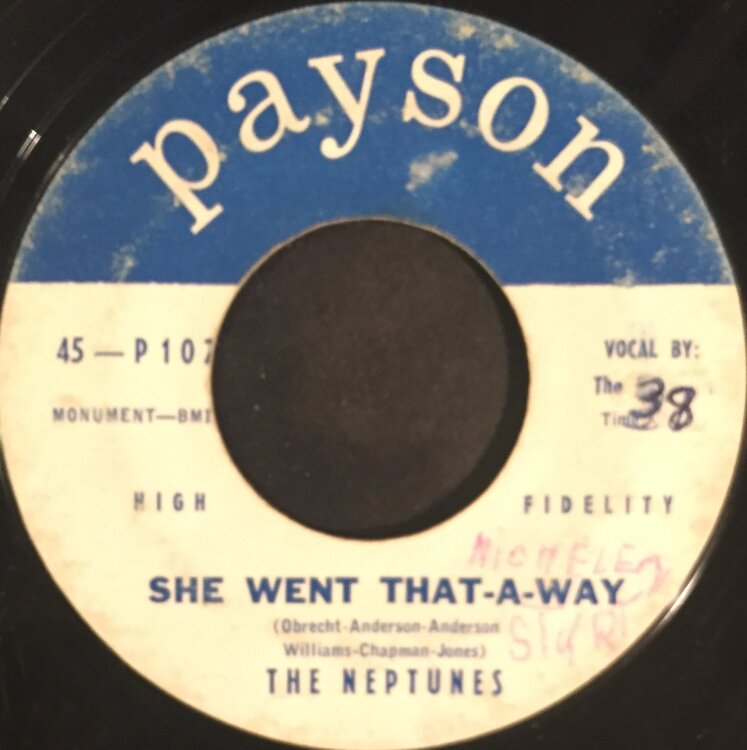 payson
45 — P 107
VOCAL BY:
The
38
MONUMENT—BMI
HIGH FIDELITY
SHE WENT THAT-A-WAY
(Obrecht-Anderson-Anderson
Williams-Chapman-Jones)
THE NEPTUNES